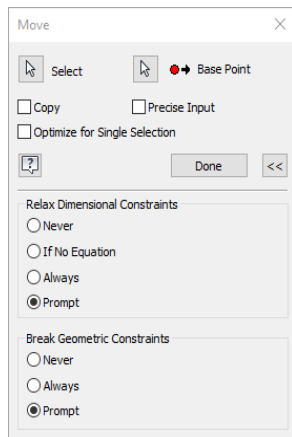 Move
Select Base Point
Copy Precise Input
Optimize for Single Selection
? Done <<
Relax Dimensional Constraints
Never
If No Equation
Always
Prompt
Break Geometric Constraints
Never
Always
Prompt